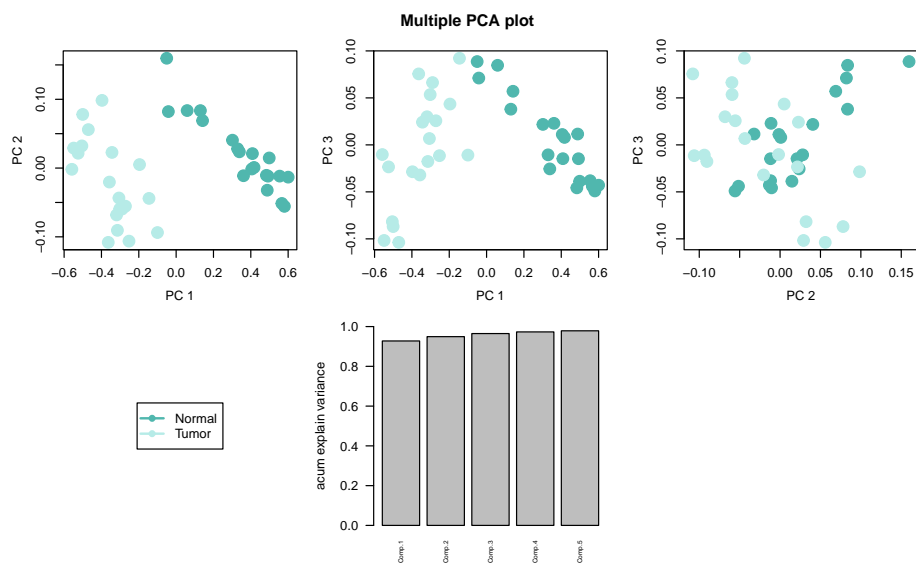 Multiple PCA plot
PC 2
0.10
0.00
−0.10
−0.6 −0.4 −0.2 0.0 0.2 0.4 0.6
PC 1
PC 3
0.10
0.05
0.00
−0.05
−0.10
−0.6 −0.4 −0.2 0.0 0.2 0.4 0.6
PC 1
PC 3
0.10
0.05
0.00
−0.05
−0.10
−0.10 0.00 0.05 0.10 0.15
PC 2
Normal
Tumor
acum explain variance
1.0
0.8
0.6
0.4
0.2
0.0
Comp.1 Comp.2 Comp.3 Comp.4 Comp.5